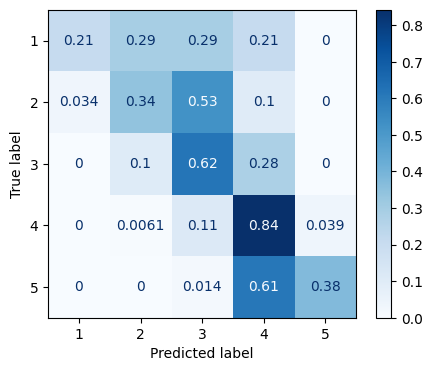 1 0.21 0.29 0.29 0.21 0 0.8
2 0.034 0.34 0.53 0.1 0 0.7
0.6
3 0 0.1 0.62 0.28 0 0.5
0.4
4 0 0.0061 0.11 0.84 0.039 0.3
0.2
5 0 0 0.014 0.61 0.38 0.1
0.0
1 2 3 4 5
True label
Predicted label